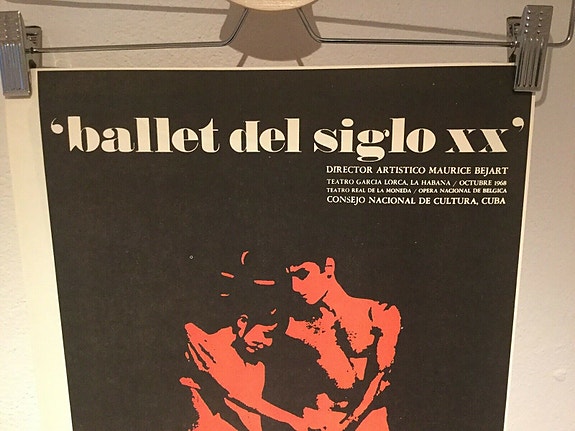 ‘ballet del siglo xx’
DIRECTOR ARTISTICO MAURICE BEJART
TEATRO GARCIA LORCA, LA HABANA / OCTUBRE 1968
TEATRO REAL DE LA MONEDA / OPERA NACIONAL DE BELGICA
CONSEJO NACIONAL DE CULTURA, CUBA